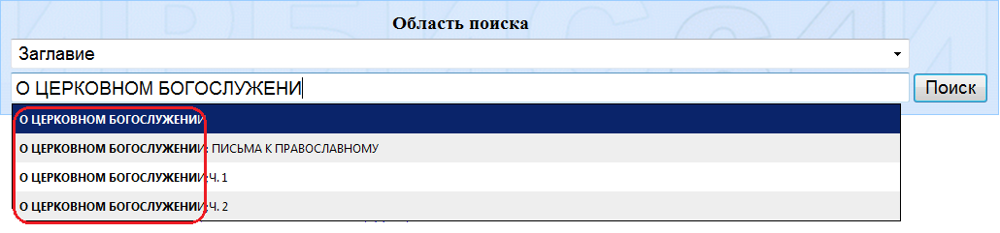 Область поиска
Заглавие
О ЦЕРКОВНОМ БОГОСЛУЖЕНИ Поиск
О ЦЕРКОВНОМ БОГОСЛУЖЕНИИ
О ЦЕРКОВНОМ БОГОСЛУЖЕНИИ: ПИСЬМА К ПРАВОСЛАВНОМУ
О ЦЕРКОВНОМ БОГОСЛУЖЕНИИ: Ч. 1
О ЦЕРКОВНОМ БОГОСЛУЖЕНИИ: Ч. 2